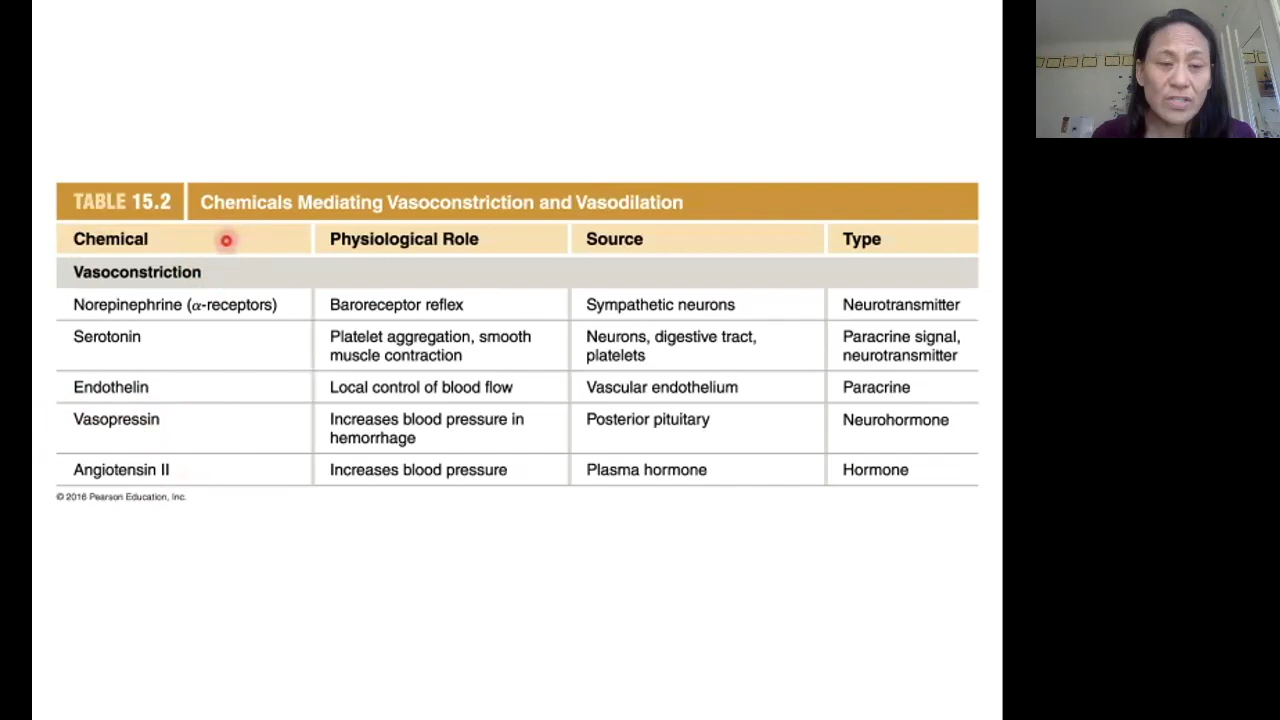 TABLE 15.2 Chemicals Mediating Vasoconstriction and Vasodilation
Chemical Physiological Role Source Type
Vasoconstriction
Norepinephrine (α-receptors) Baroreceptor reflex Sympathetic neurons Neurotransmitter
Serotonin Platelet aggregation, smooth Neurons, digestive tract, Paracrine signal,
muscle contraction platelets neurotransmitter
Endothelin Local control of blood flow Vascular endothelium Paracrine
Vasopressin Increases blood pressure in Posterior pituitary Neurohormone
hemorrhage
Angiotensin II Increases blood pressure Plasma hormone Hormone
© 2016 Pearson Education, Inc.